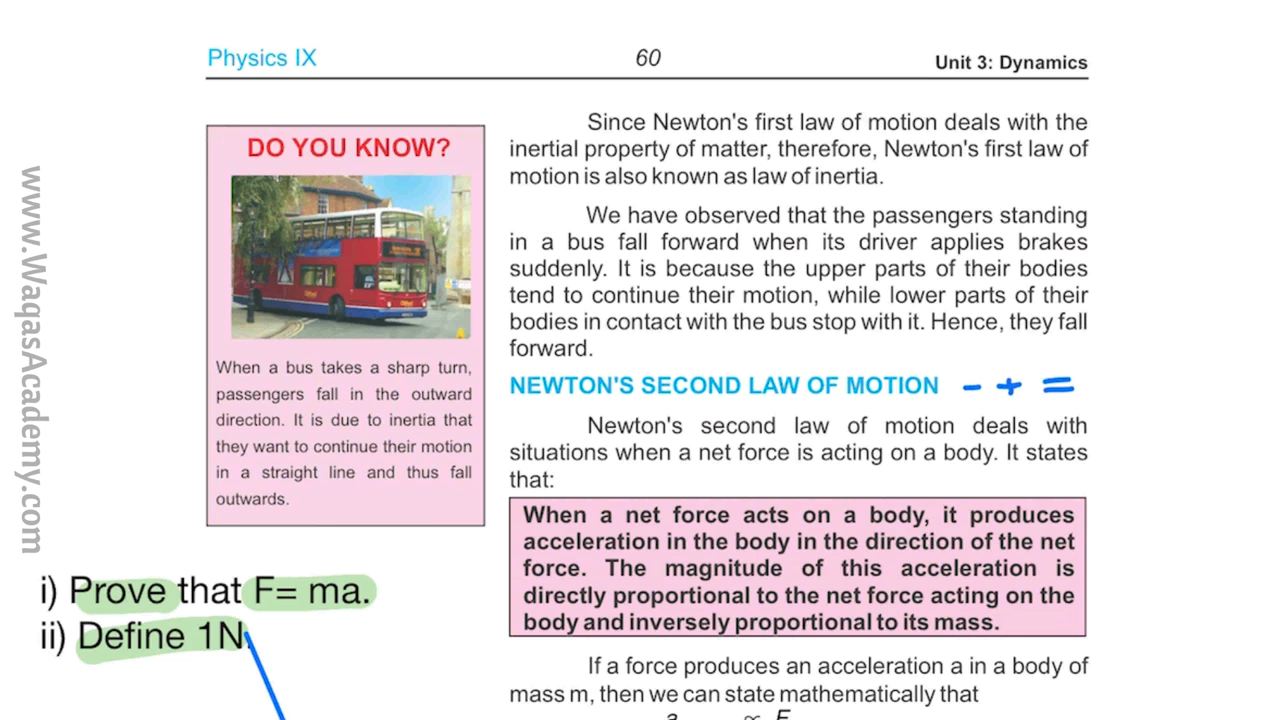 Physics IX
60
Unit 3: Dynamics
DO YOU KNOW?
When a bus takes a sharp turn,
passengers fall in the outward
direction. It is due to inertia that
they want to continue their motion
in a straight line and thus fall
outwards.
Since Newton's first law of motion deals with the
inertial property of matter, therefore, Newton's first law of
motion is also known as law of inertia.
We have observed that the passengers standing
in a bus fall forward when its driver applies brakes
suddenly. It is because the upper parts of their bodies
tend to continue their motion, while lower parts of their
bodies in contact with the bus stop with it. Hence, they fall
forward.
NEWTON'S SECOND LAW OF MOTION - + =
Newton's second law of motion deals with
situations when a net force is acting on a body. It states
that:
When a net force acts on a body, it produces
acceleration in the body in the direction of the net
force. The magnitude of this acceleration is
directly proportional to the net force acting on the
body and inversely proportional to its mass.
If a force produces an acceleration a in a body of
mass m, then we can state mathematically that
a ∝ F
i) Prove that F= ma.
ii) Define 1N.
www.WaqasAcademy.com